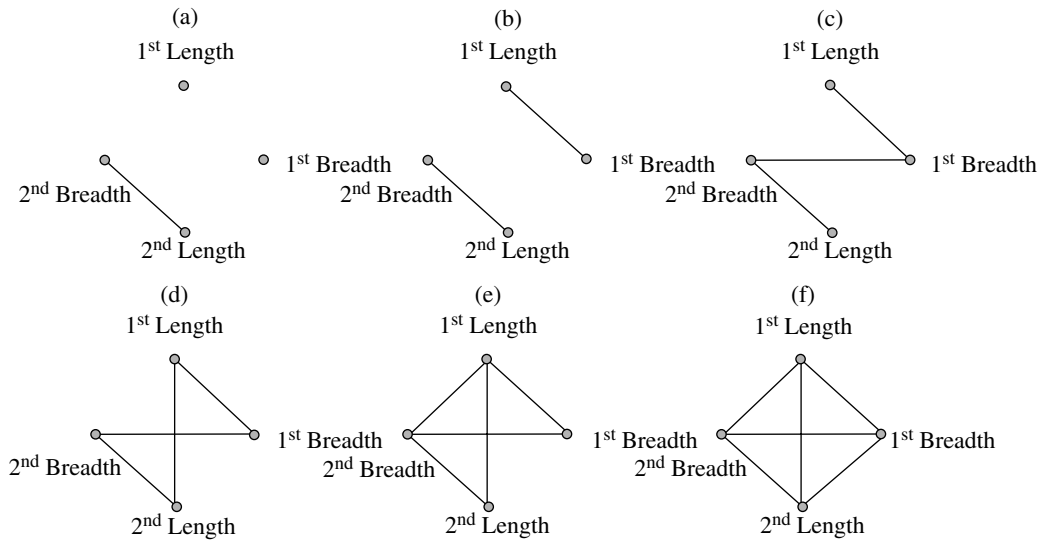 (a)
1st Length
1st Breadth
2nd Breadth
2nd Length
(b)
1st Length
1st Breadth
2nd Breadth
2nd Length
(c)
1st Length
1st Breadth
2nd Breadth
2nd Length
(d)
1st Length
1st Breadth
2nd Breadth
2nd Length
(e)
1st Length
1st Breadth
2nd Breadth
2nd Length
(f)
1st Length
1st Breadth
2nd Breadth
2nd Length